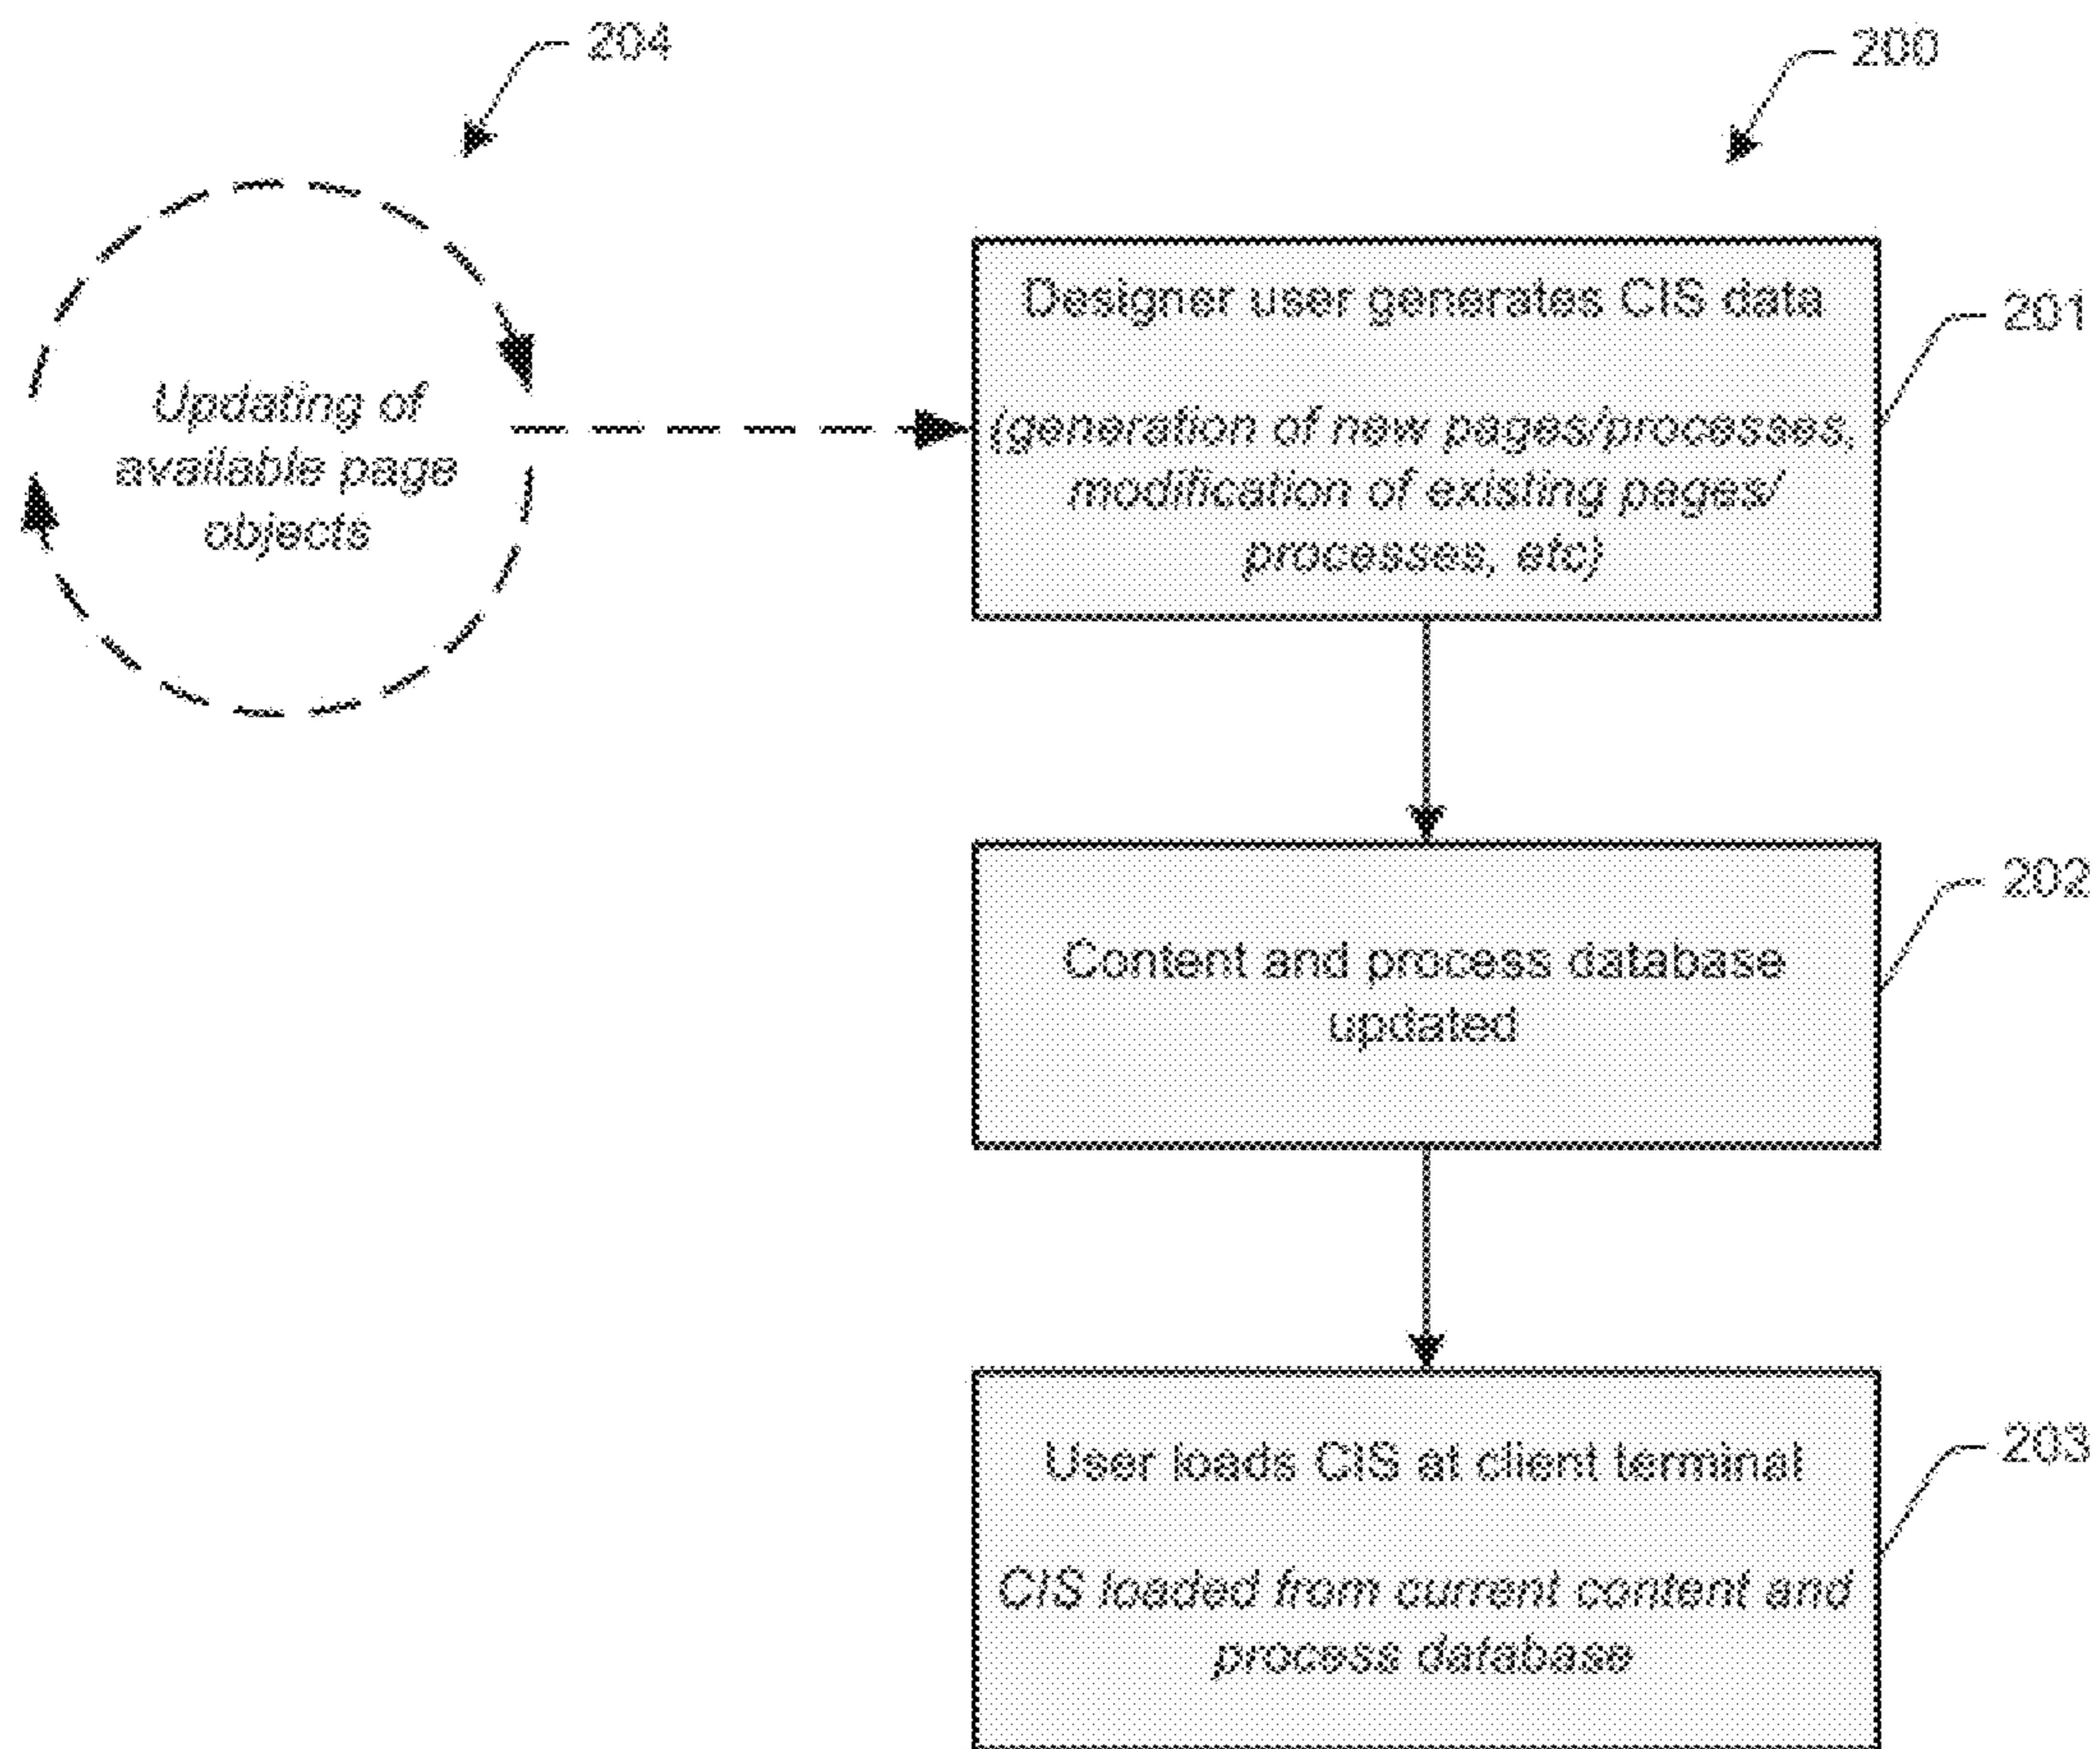 204
200
Updating of
available page
objects
Designer user generates CIS data
(generation of new pages/processes,
modification of existing pages/
processes, etc)
201
Content and process database
updated
202
User loads CIS at client terminal
CIS loaded from current content and
process database
203